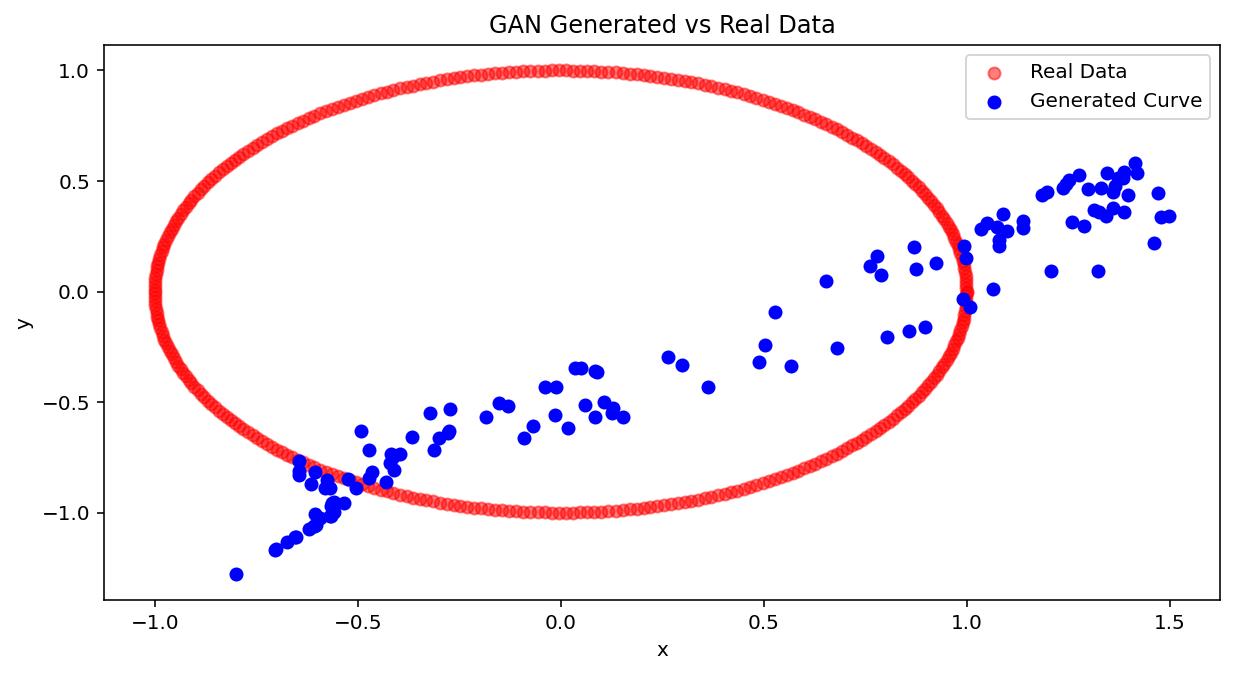 GAN Generated vs Real Data
Real Data
Generated Curve
1.0
0.5
0.0
−0.5
−1.0
y
−1.0 −0.5 0.0 0.5 1.0 1.5
x